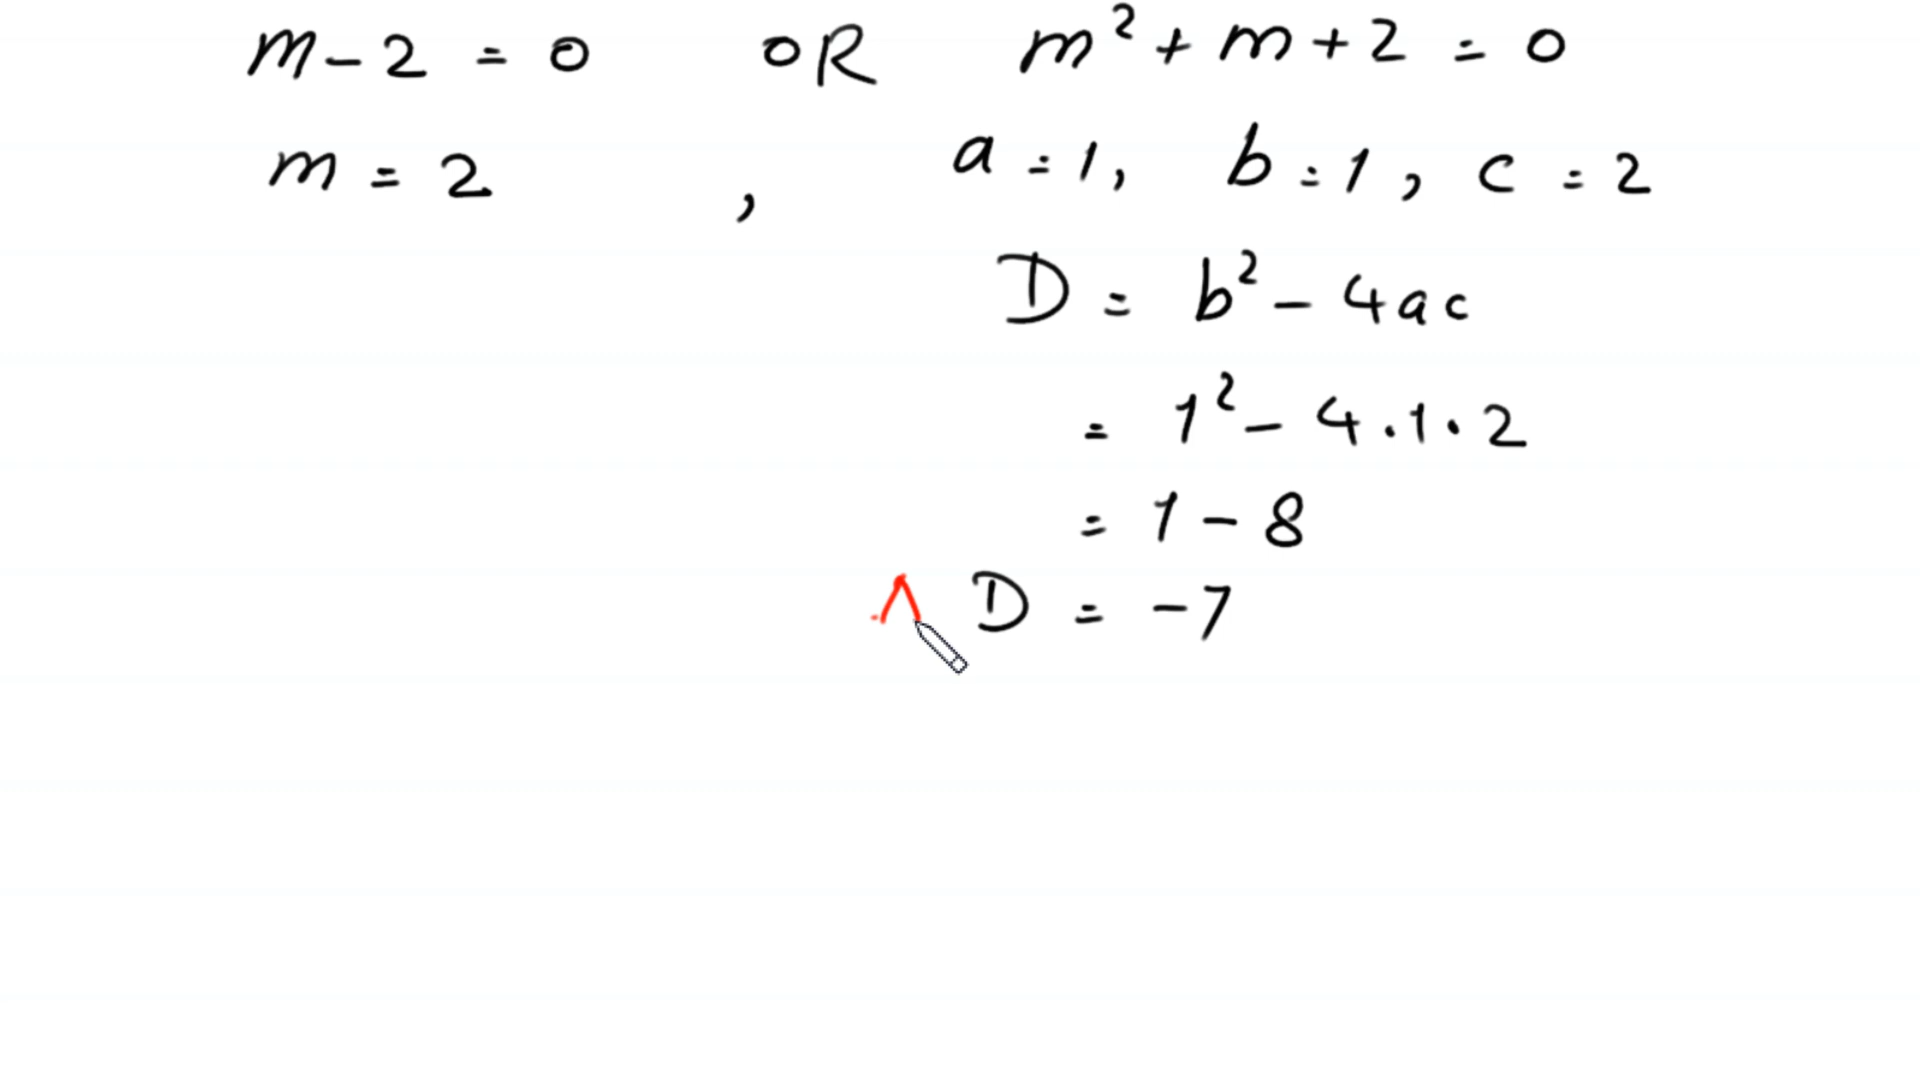 m - 2 = 0 OR m² + m + 2 = 0
m = 2 , a = 1, b = 1, c = 2
D = b² - 4ac
= 1² - 4 . 1 . 2
= 1 - 8
D = -7